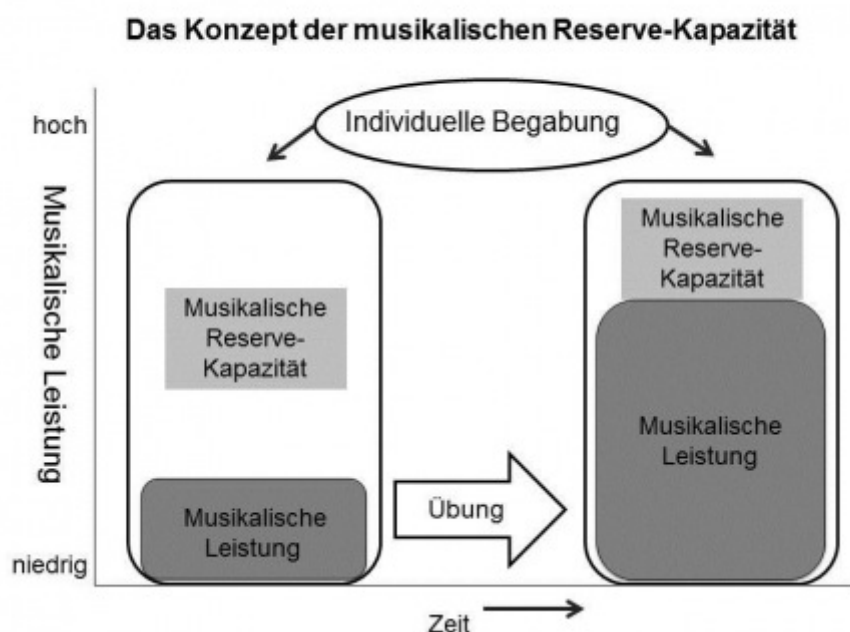 Das Konzept der musikalischen Reserve-Kapazität
hoch
Musikalische Leistung
niedrig
Individuelle Begabung
Musikalische
Reserve-
Kapazität
Musikalische
Leistung
Übung
Musikalische
Reserve-
Kapazität
Musikalische
Leistung
Zeit